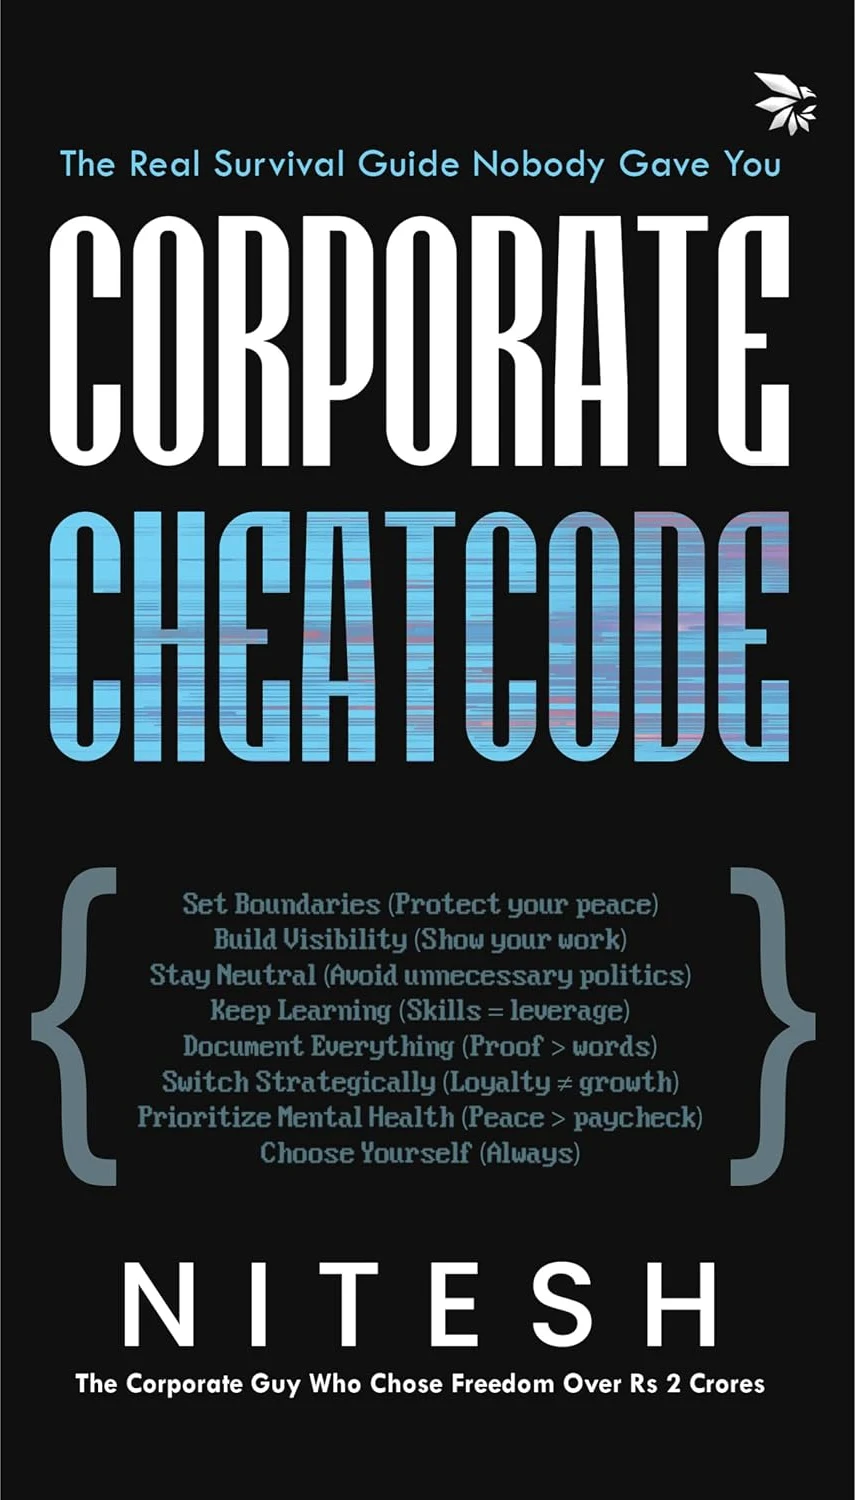 The Real Survival Guide Nobody Gave You
CORPORATE
CHEATCODE
{
Set Boundaries (Protect your peace)
Build Visibility (Show your work)
Stay Neutral (Avoid unnecessary politics)
Keep Learning (Skills = leverage)
Document Everything (Proof > words)
Switch Strategically (Loyalty ≠ growth)
Prioritize Mental Health (Peace > paycheck)
Choose Yourself (Always)
}
NITESH
The Corporate Guy Who Chose Freedom Over Rs 2 Crores